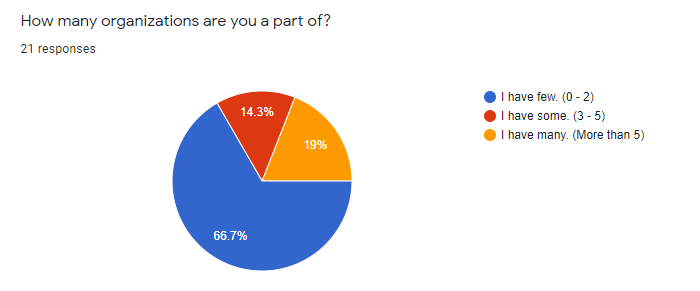 How many organizations are you a part of?
21 responses
I have few. (0 - 2)
I have some. (3 - 5)
I have many. (More than 5)
14.3%
19%
66.7%